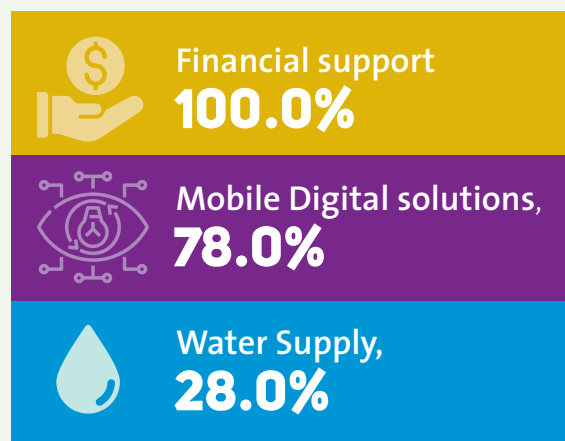 Financial support
100.0%
Mobile Digital solutions,
78.0%
Water Supply,
28.0%